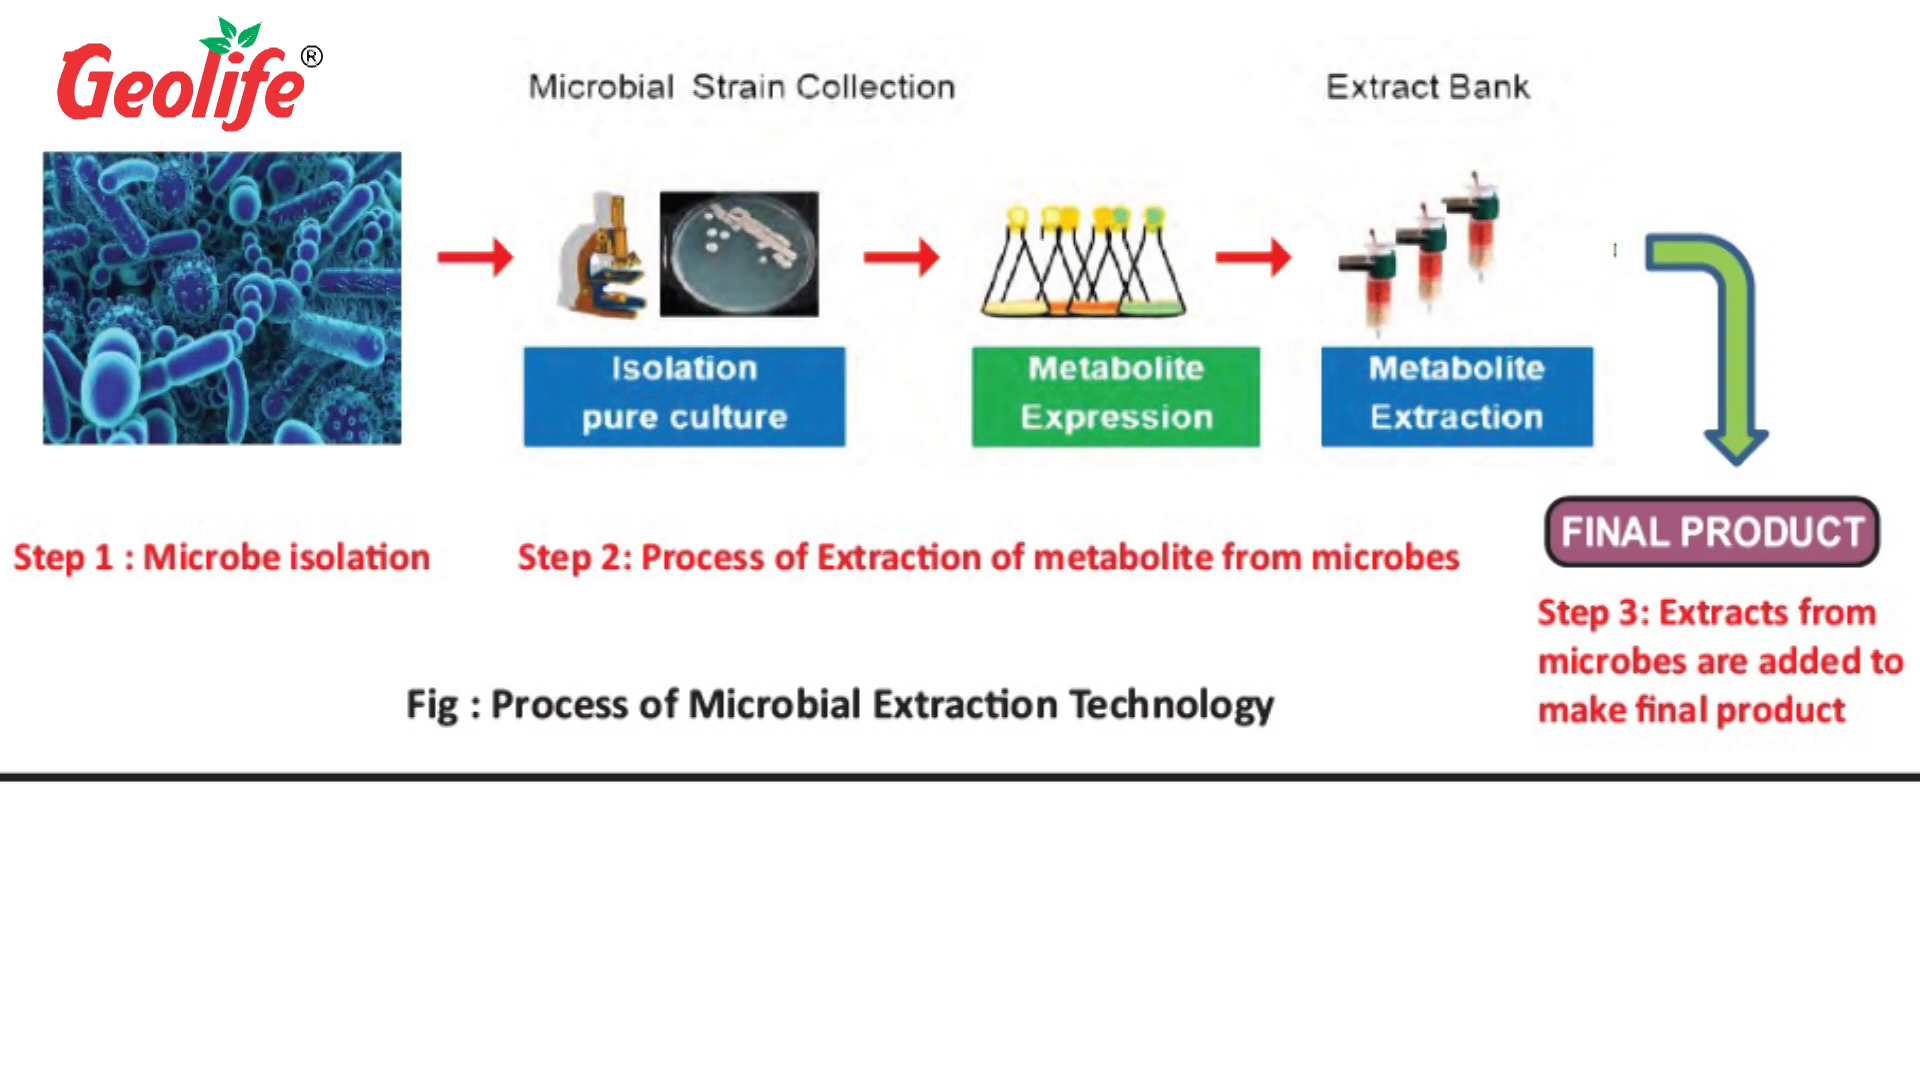 Geolife®
Microbial Strain Collection
Extract Bank
Isolation
pure culture
Metabolite
Expression
Metabolite
Extraction
FINAL PRODUCT
Step 1 : Microbe isolation
Step 2: Process of Extraction of metabolite from microbes
Step 3: Extracts from
microbes are added to
make final product
Fig : Process of Microbial Extraction Technology